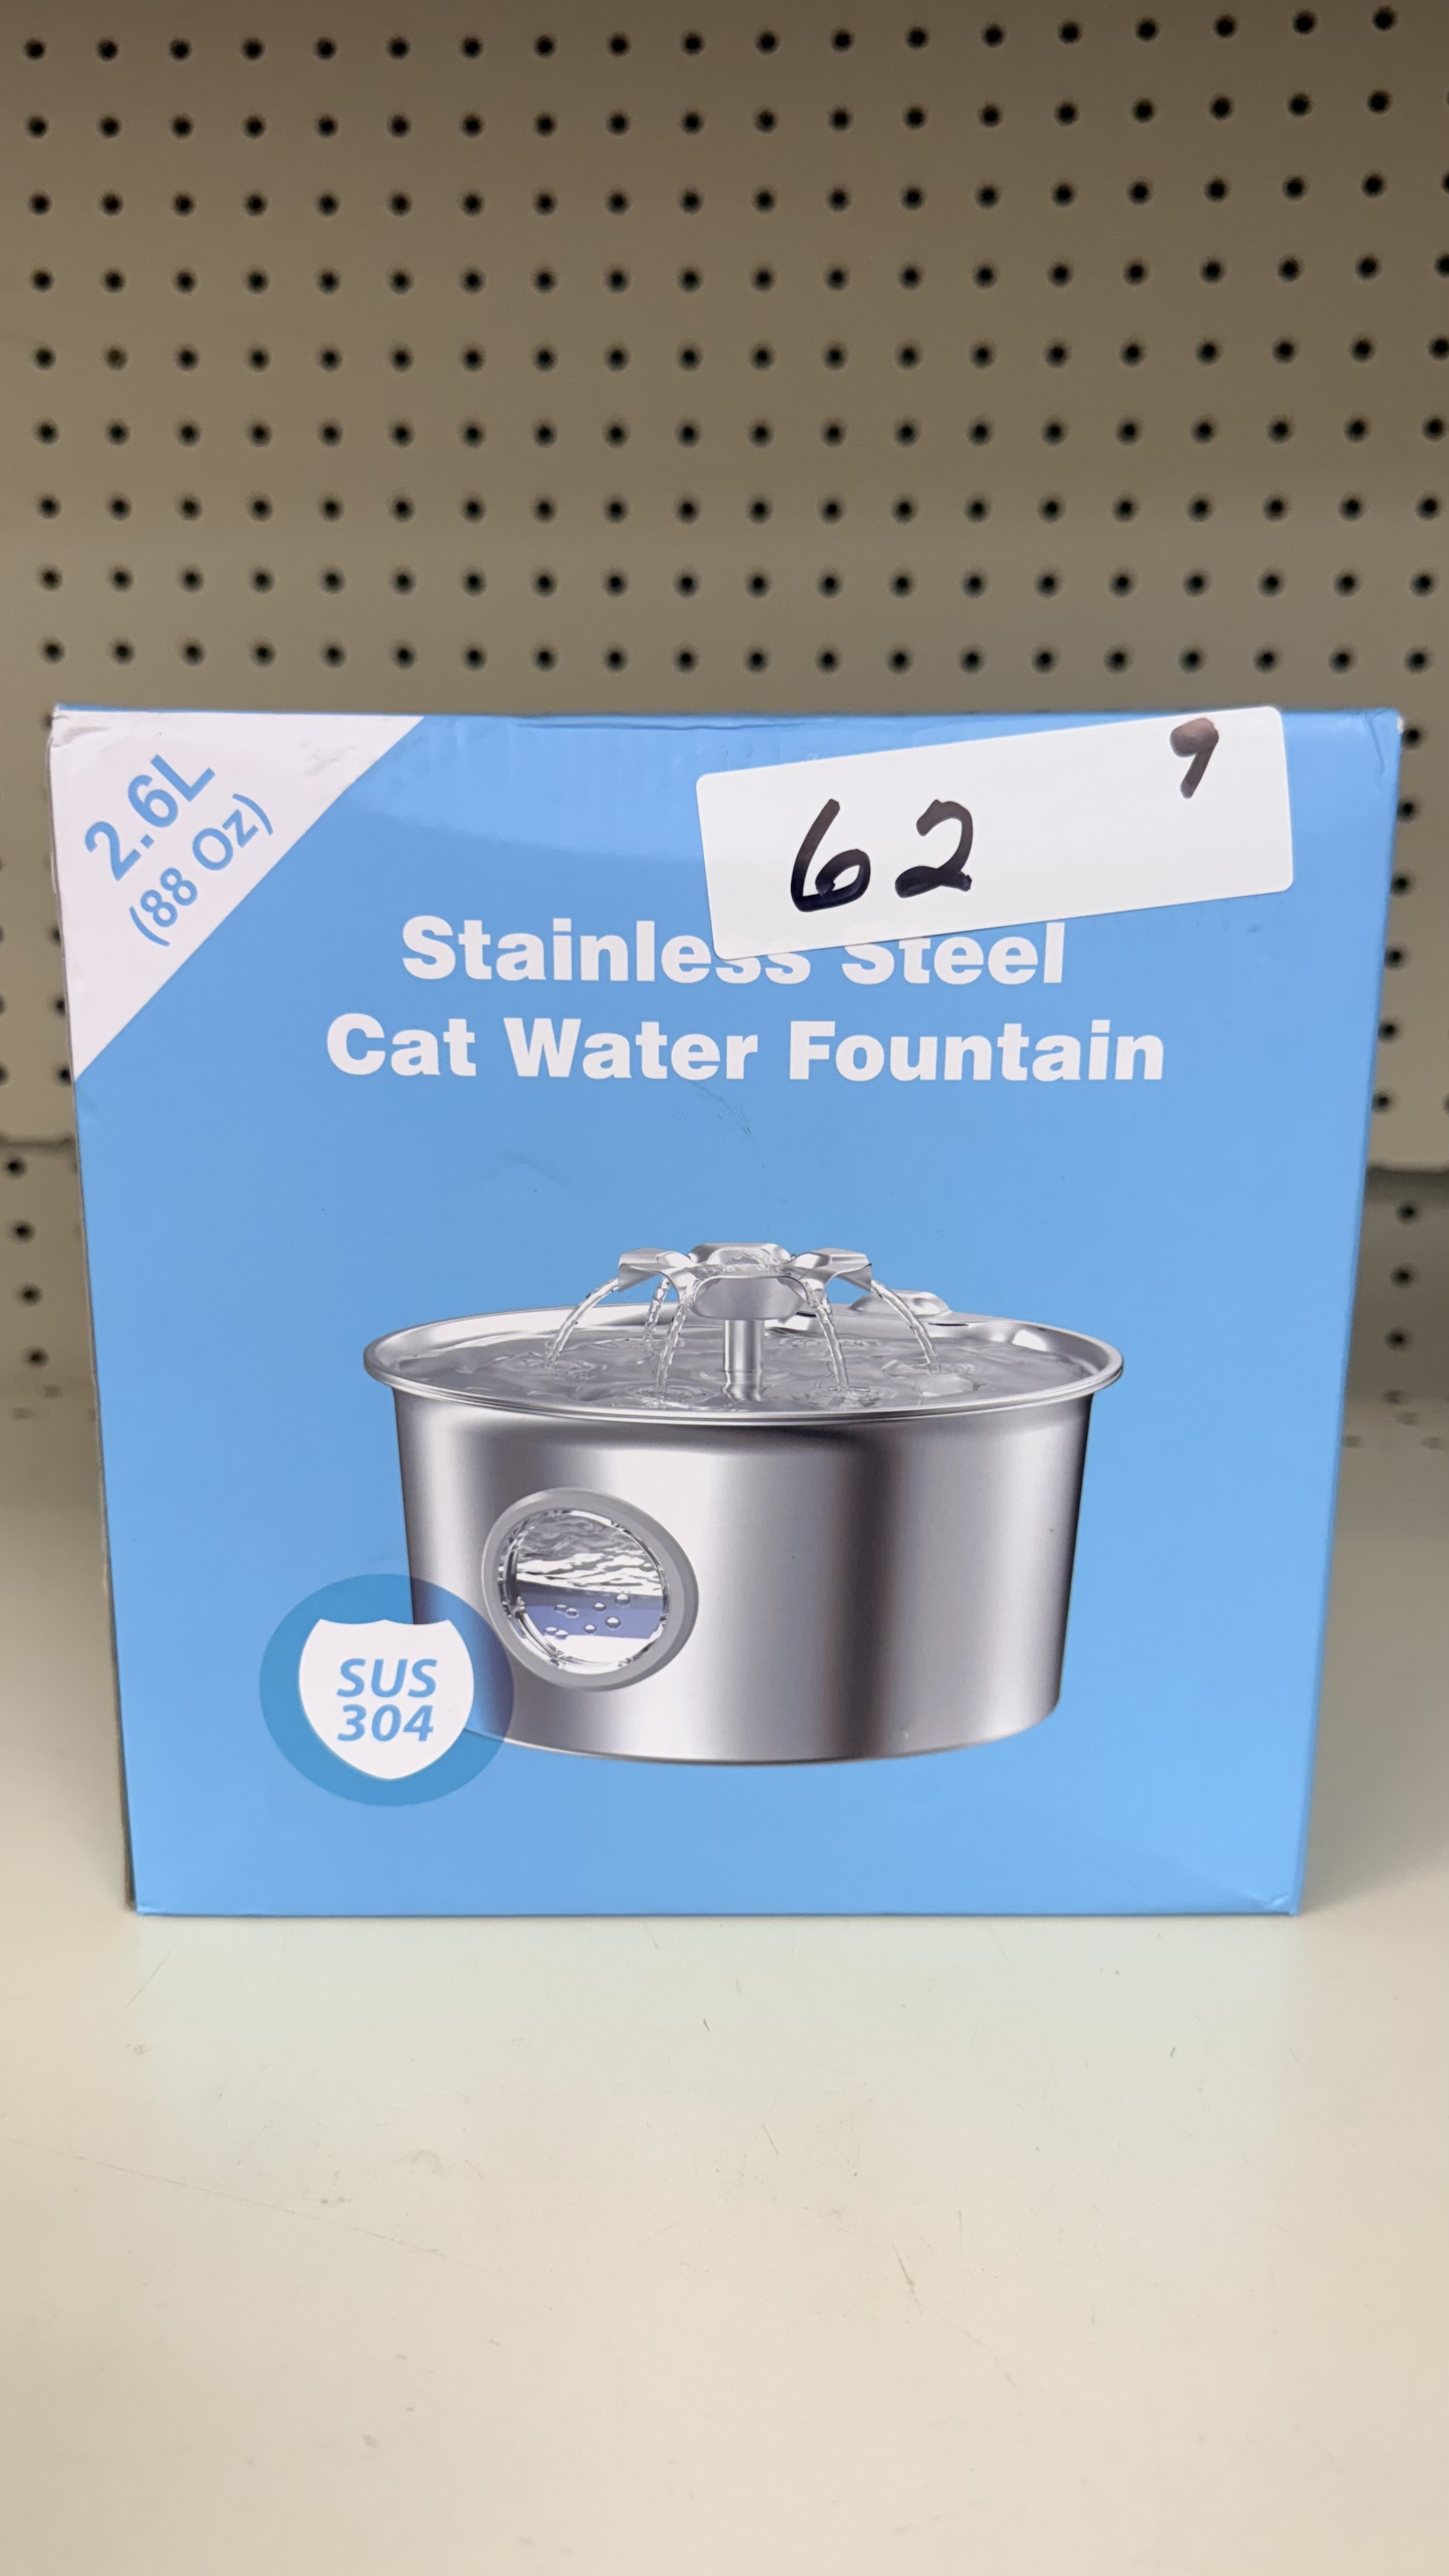 2.6L
(88 Oz)
9
62
Stainless Steel
Cat Water Fountain
SUS
304